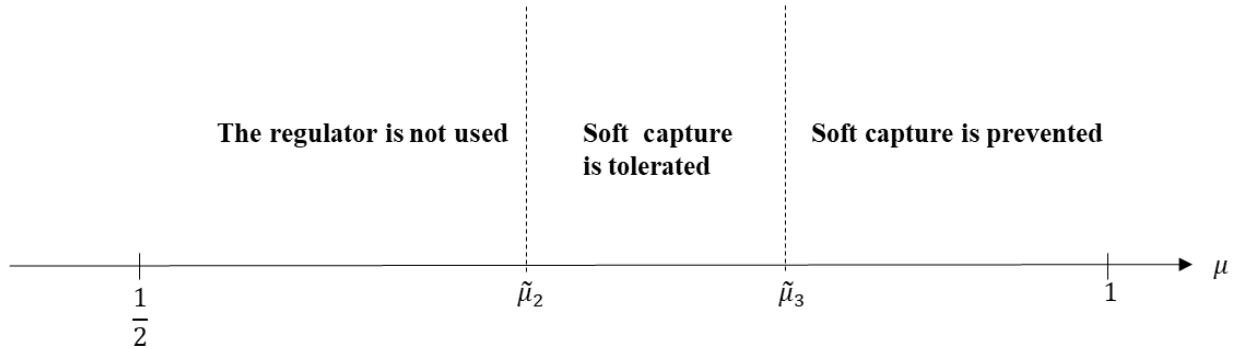 The regulator is not used
Soft capture
is tolerated
Soft capture is prevented
μ
1
2
μ̃₂
μ̃₃
1